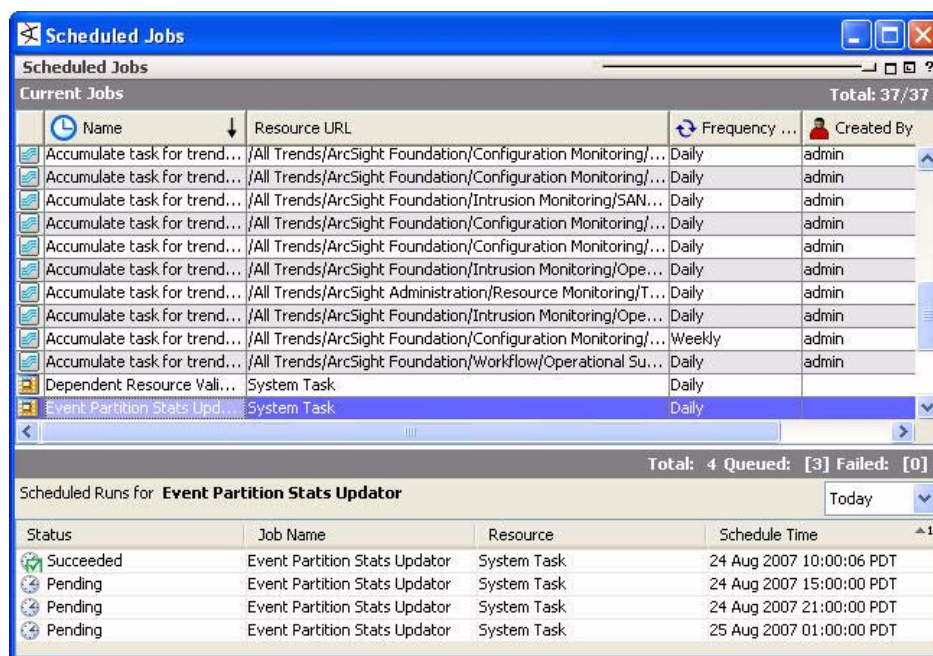 Scheduled Jobs
Scheduled Jobs ?
Current Jobs Total: 37/37
Name Resource URL Frequency ... Created By
Accumulate task for trend... /All Trends/ArcSight Foundation/Configuration Monitoring/... Daily admin
Accumulate task for trend... /All Trends/ArcSight Foundation/Configuration Monitoring/... Daily admin
Accumulate task for trend... /All Trends/ArcSight Foundation/Intrusion Monitoring/SAN... Daily admin
Accumulate task for trend... /All Trends/ArcSight Foundation/Configuration Monitoring/... Daily admin
Accumulate task for trend... /All Trends/ArcSight Foundation/Configuration Monitoring/... Daily admin
Accumulate task for trend... /All Trends/ArcSight Foundation/Intrusion Monitoring/Ope... Daily admin
Accumulate task for trend... /All Trends/ArcSight Administration/Resource Monitoring/T... Daily admin
Accumulate task for trend... /All Trends/ArcSight Foundation/Intrusion Monitoring/Ope... Daily admin
Accumulate task for trend... /All Trends/ArcSight Foundation/Configuration Monitoring/... Weekly admin
Accumulate task for trend... /All Trends/ArcSight Foundation/Workflow/Operational Su... Daily admin
Dependent Resource Vali... System Task Daily
Event Partition Stats Upd... System Task Daily
Total: 4 Queued: [3] Failed: [0]
Scheduled Runs for Event Partition Stats Updator Today
Status Job Name Resource Schedule Time 1
Succeeded Event Partition Stats Updator System Task 24 Aug 2007 10:00:06 PDT
Pending Event Partition Stats Updator System Task 24 Aug 2007 15:00:00 PDT
Pending Event Partition Stats Updator System Task 24 Aug 2007 21:00:00 PDT
Pending Event Partition Stats Updator System Task 25 Aug 2007 01:00:00 PDT